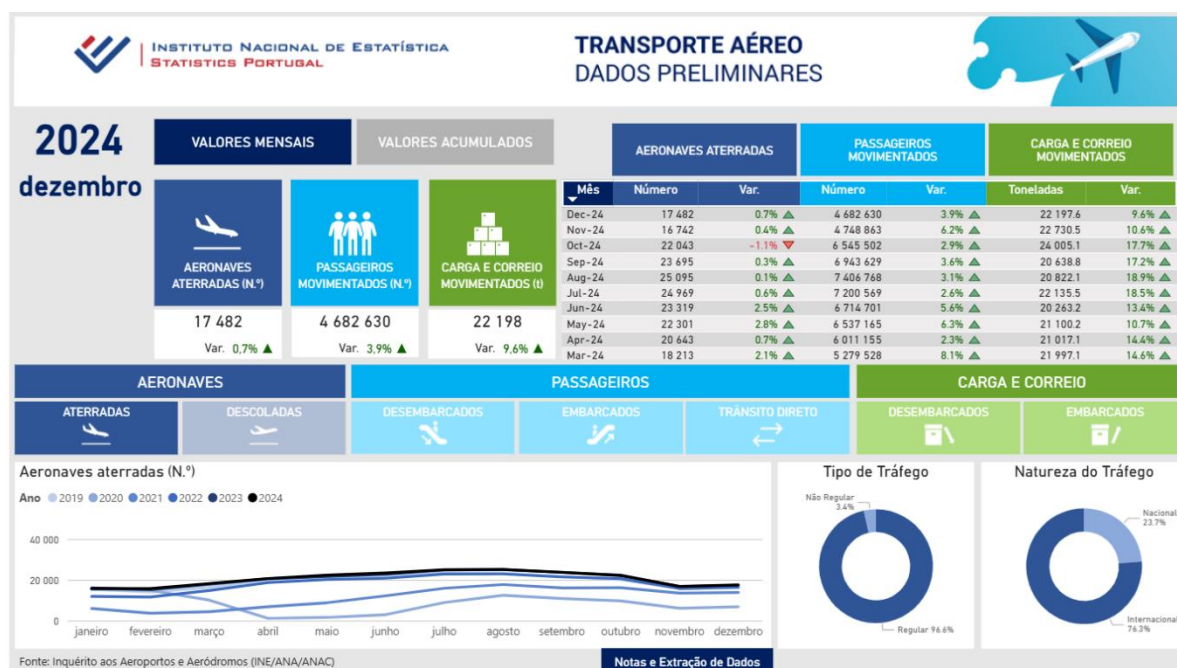 INSTITUTO NACIONAL DE ESTATÍSTICA
STATISTICS PORTUGAL
TRANSPORTE AÉREO
DADOS PRELIMINARES
2024
dezembro
VALORES MENSAIS
VALORES ACUMULADOS
AERONAVES ATERRADAS (N.º)
17 482
Var. 0,7% ▲
PASSAGEIROS MOVIMENTADOS (N.º)
4 682 630
Var. 3,9% ▲
CARGA E CORREIO MOVIMENTADOS (t)
22 198
Var. 9,6% ▲
AERONAVES ATERRADAS PASSAGEIROS MOVIMENTADOS CARGA E CORREIO MOVIMENTADOS
Mês Número Var. Número Var. Toneladas Var.
Dec-24 17 482 0.7% ▲ 4 682 630 3.9% ▲ 22 197.6 9.6% ▲
Nov-24 16 742 0.4% ▲ 4 748 863 6.2% ▲ 22 730.5 10.6% ▲
Oct-24 22 043 -1.1% ▼ 6 545 502 2.9% ▲ 24 005.1 17.7% ▲
Sep-24 23 695 0.3% ▲ 6 943 629 3.6% ▲ 20 638.8 17.2% ▲
Aug-24 25 095 0.1% ▲ 7 406 768 3.1% ▲ 20 822.1 18.9% ▲
Jul-24 24 969 0.6% ▲ 7 200 569 2.6% ▲ 22 135.5 18.5% ▲
Jun-24 23 319 2.5% ▲ 6 714 701 5.6% ▲ 20 263.2 13.4% ▲
May-24 22 301 2.8% ▲ 6 537 165 6.3% ▲ 21 100.2 10.7% ▲
Apr-24 20 643 0.7% ▲ 6 011 155 2.3% ▲ 21 017.1 14.4% ▲
Mar-24 18 213 2.1% ▲ 5 279 528 8.1% ▲ 21 997.1 14.6% ▲
AERONAVES PASSAGEIROS CARGA E CORREIO
ATERRADAS DESCOLADAS DESEMBARCADOS EMBARCADOS TRÂNSITO DIRETO DESEMBARCADOS EMBARCADOS
Aeronaves aterradas (N.º)
Ano 2019 2020 2021 2022 2023 2024
40 000
20 000
0
janeiro fevereiro março abril maio junho julho agosto setembro outubro novembro dezembro
Tipo de Tráfego
Não Regular
3.4%
Regular 96.6%
Natureza do Tráfego
Nacional
23.7%
Internacional
76.3%
Fonte: Inquérito aos Aeroportos e Aeródromos (INE/ANA/ANAC)
Notas e Extração de Dados